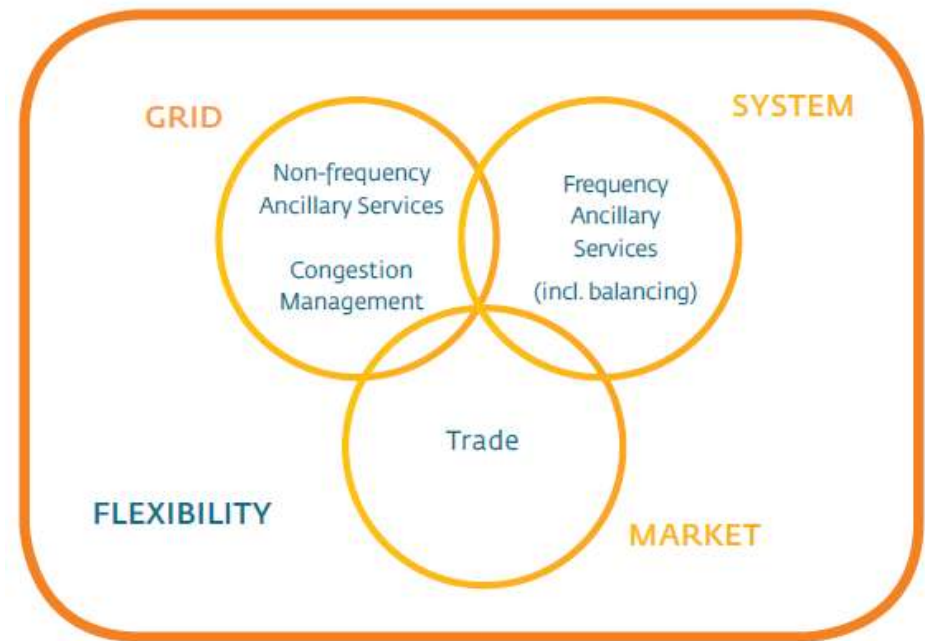 GRID
SYSTEM
Non-frequency
Ancillary Services
Congestion
Management
Frequency
Ancillary
Services
(incl. balancing)
Trade
FLEXIBILITY
MARKET